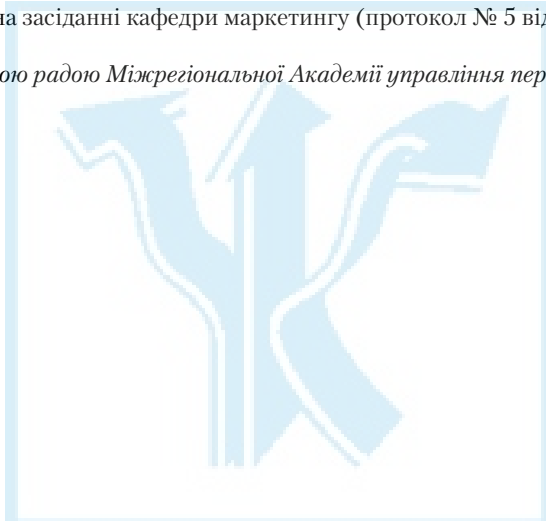 на засіданні кафедри маркетингу (протокол № 5 від
ою радою Міжрегіональної Академії управління пер